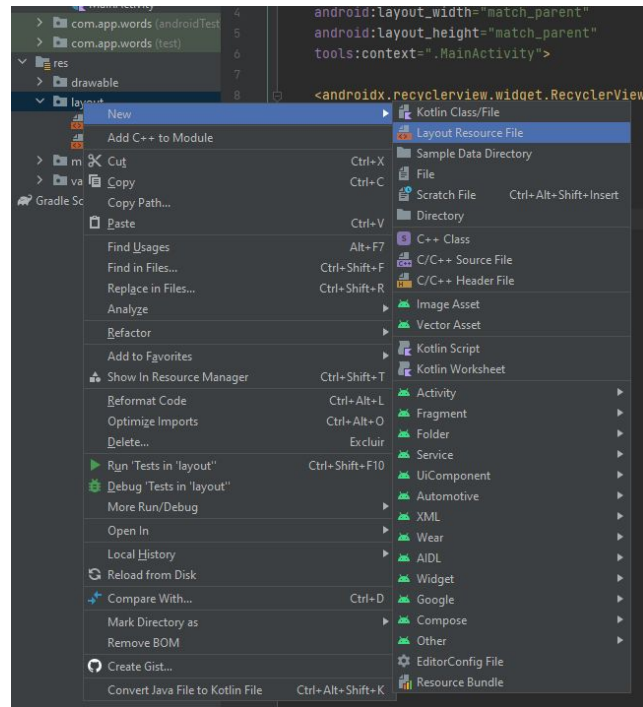 MainActivity
com.app.words (androidTest
com.app.words (test)
res
drawable
layout
m
va
Gradle Sc
4 android:layout_width="match_parent"
5 android:layout_height="match_parent"
6 tools:context=".MainActivity">
7
8 <androidx.recyclerview.widget.RecyclerView
New
Add C++ to Module
Cut Ctrl+X
Copy Ctrl+C
Copy Path...
Paste Ctrl+V
Find Usages Alt+F7
Find in Files... Ctrl+Shift+F
Replace in Files... Ctrl+Shift+R
Analyze
Refactor
Add to Favorites
Show In Resource Manager Ctrl+Shift+T
Reformat Code Ctrl+Alt+L
Optimize Imports Ctrl+Alt+O
Delete... Excluir
Run 'Tests in 'layout'' Ctrl+Shift+F10
Debug 'Tests in 'layout''
More Run/Debug
Open In
Local History
Reload from Disk
Compare With... Ctrl+D
Mark Directory as
Remove BOM
Create Gist...
Convert Java File to Kotlin File Ctrl+Alt+Shift+K
Kotlin Class/File
Layout Resource File
Sample Data Directory
File
Scratch File Ctrl+Alt+Shift+Insert
Directory
C++ Class
C/C++ Source File
C/C++ Header File
Image Asset
Vector Asset
Kotlin Script
Kotlin Worksheet
Activity
Fragment
Folder
Service
UiComponent
Automotive
XML
Wear
AIDL
Widget
Google
Compose
Other
EditorConfig File
Resource Bundle